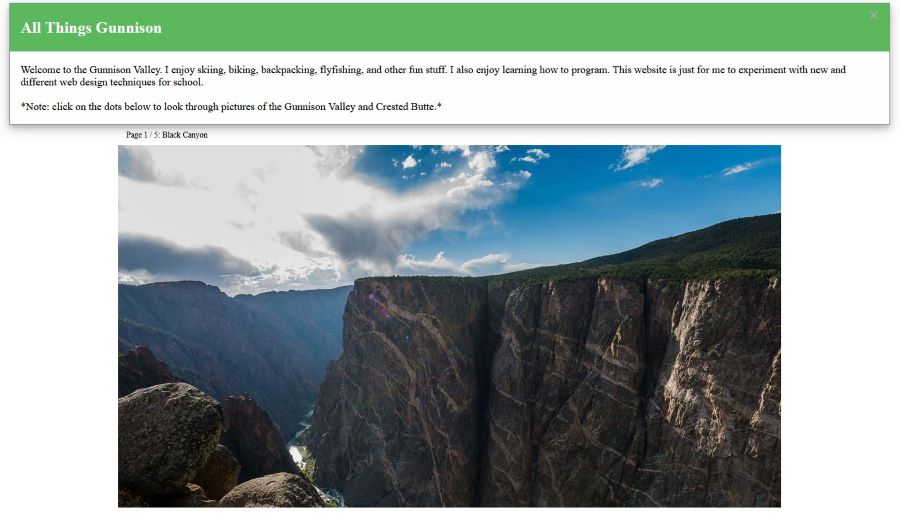 All Things Gunnison
×
Welcome to the Gunnison Valley. I enjoy skiing, biking, backpacking, flyfishing, and other fun stuff. I also enjoy learning how to program. This website is just for me to experiment with new and
different web design techniques for school.
*Note: click on the dots below to look through pictures of the Gunnison Valley and Crested Butte.*
Page 1 / 5: Black Canyon